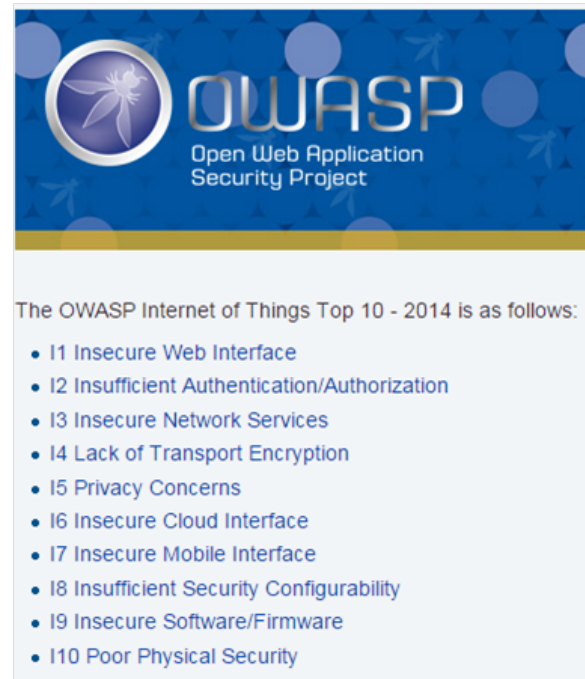 OWASP
Open Web Application
Security Project
The OWASP Internet of Things Top 10 - 2014 is as follows:
• I1 Insecure Web Interface
• I2 Insufficient Authentication/Authorization
• I3 Insecure Network Services
• I4 Lack of Transport Encryption
• I5 Privacy Concerns
• I6 Insecure Cloud Interface
• I7 Insecure Mobile Interface
• I8 Insufficient Security Configurability
• I9 Insecure Software/Firmware
• I10 Poor Physical Security